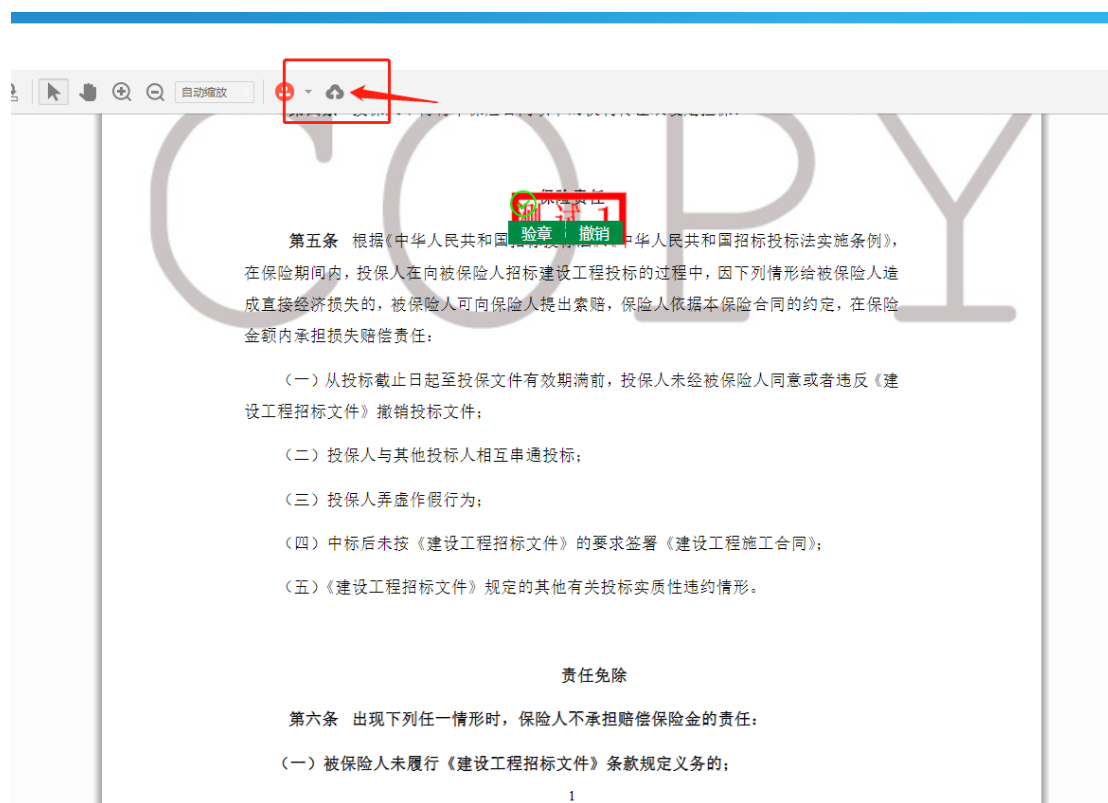 自动缩放
COPY
保险责任
测 试 1
验章 撤销
第五条 根据《中华人民共和国招标投标法》《中华人民共和国招标投标法实施条例》，
在保险期间内，投保人在向被保险人招标建设工程投标的过程中，因下列情形给被保险人造
成直接经济损失的，被保险人可向保险人提出索赔，保险人依据本保险合同的约定，在保险
金额内承担损失赔偿责任：
（一）从投标截止日起至投保文件有效期满前，投保人未经被保险人同意或者违反《建
设工程招标文件》撤销投标文件；
（二）投保人与其他投标人相互串通投标；
（三）投保人弄虚作假行为；
（四）中标后未按《建设工程招标文件》的要求签署《建设工程施工合同》；
（五）《建设工程招标文件》规定的其他有关投标实质性违约情形。
责任免除
第六条 出现下列任一情形时，保险人不承担赔偿保险金的责任：
（一）被保险人未履行《建设工程招标文件》条款规定义务的；
1